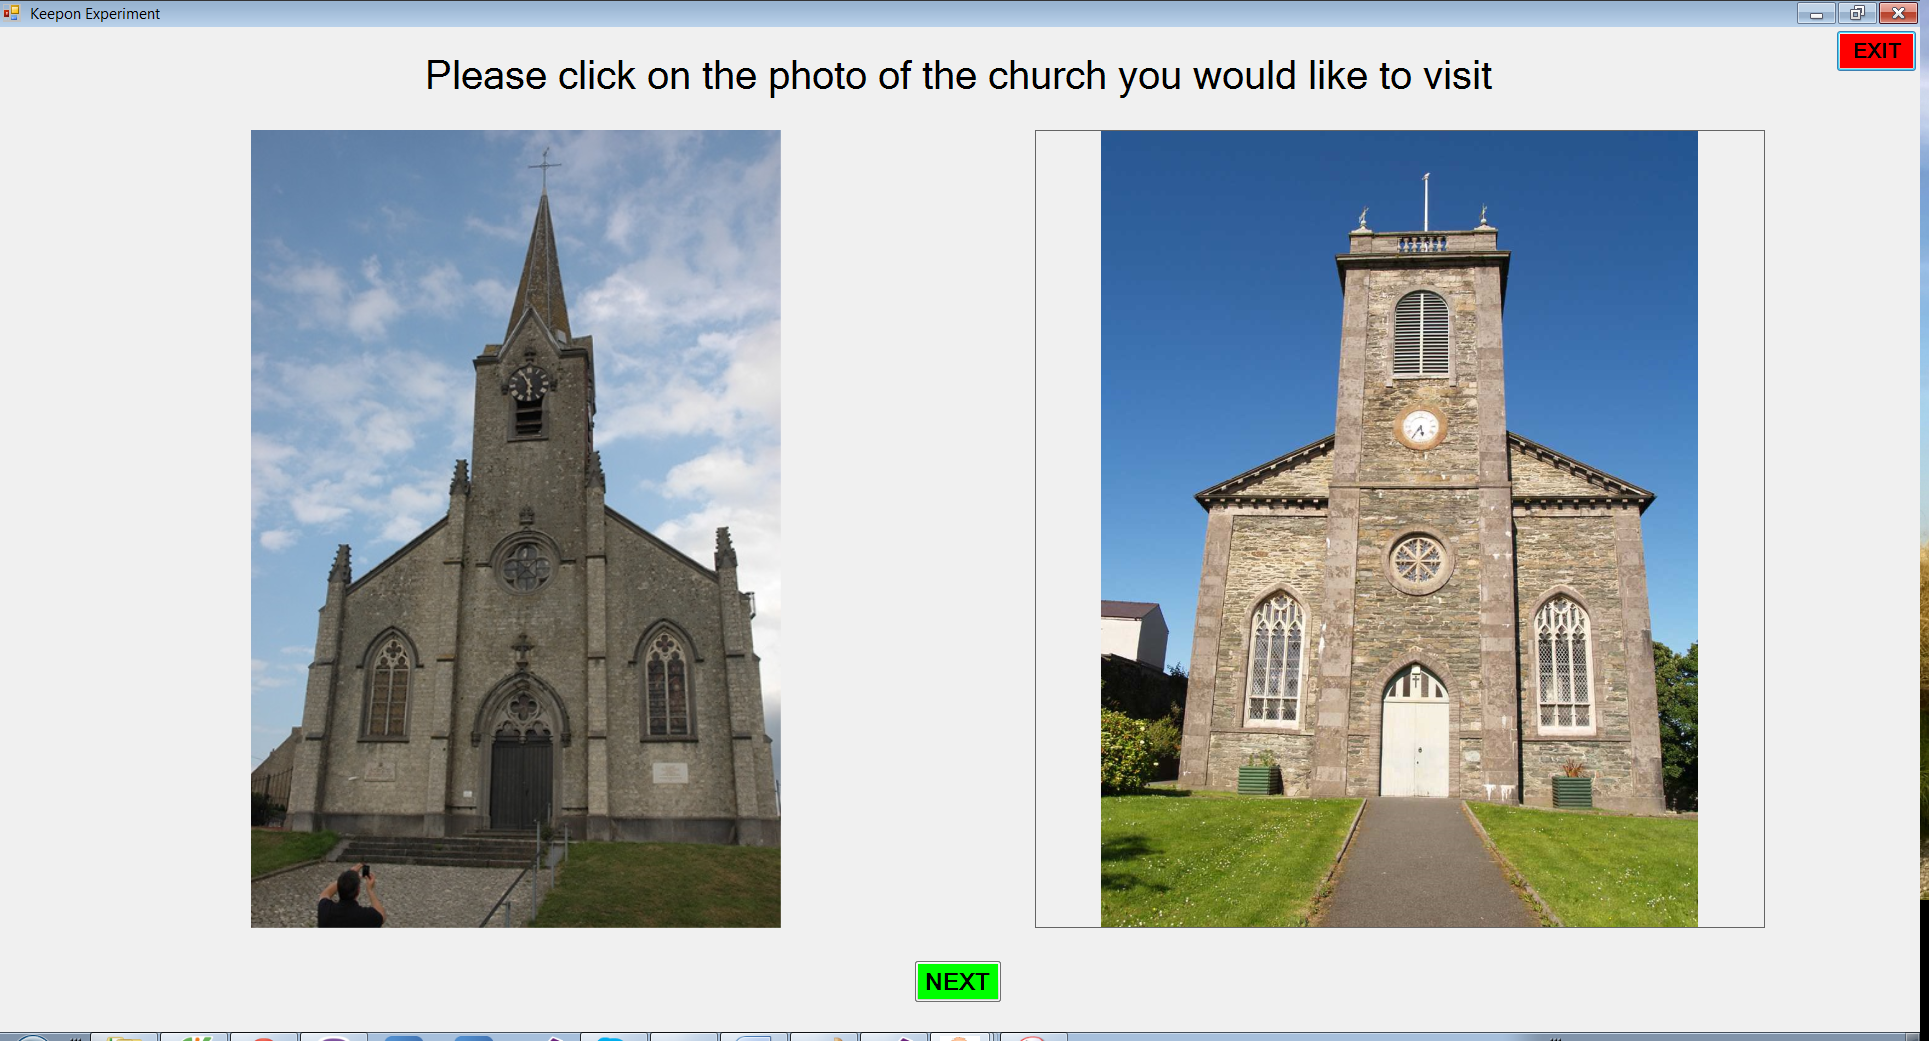 Keepon Experiment
EXIT
Please click on the photo of the church you would like to visit
NEXT